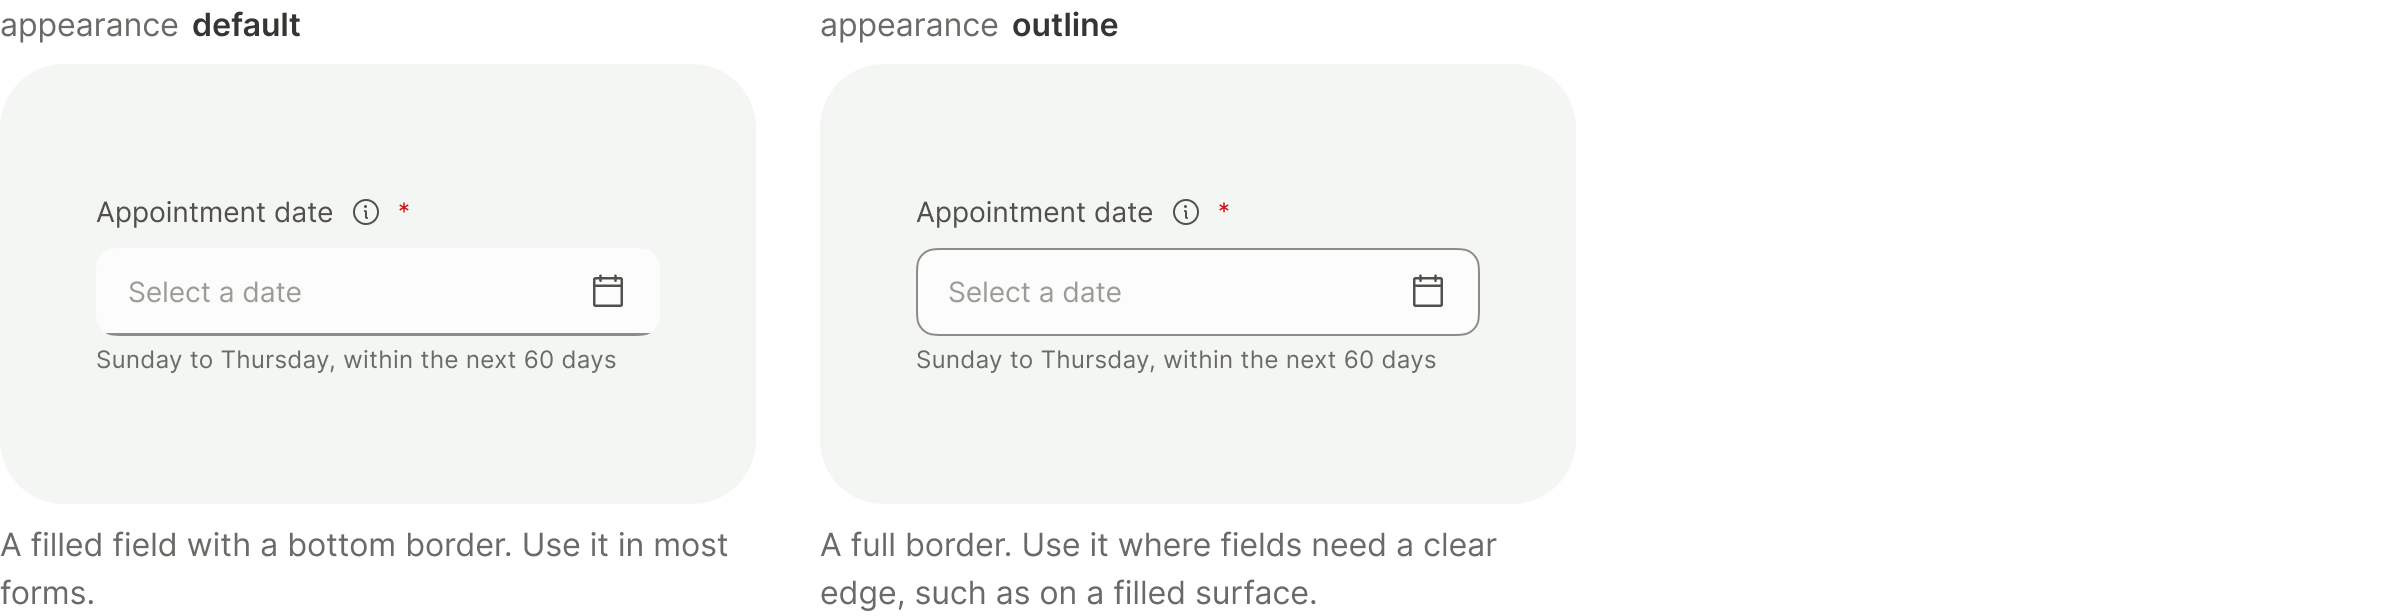 appearance default
Appointment date *
Select a date
Sunday to Thursday, within the next 60 days
A filled field with a bottom border. Use it in most
forms.
appearance outline
Appointment date *
Select a date
Sunday to Thursday, within the next 60 days
A full border. Use it where fields need a clear
edge, such as on a filled surface.